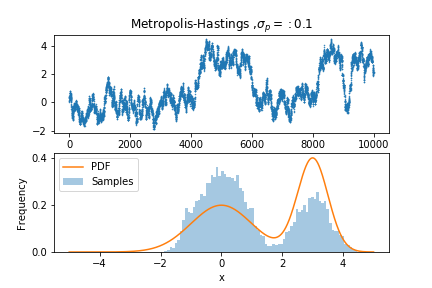 Metropolis-Hastings ,σₚ = :0.1
4
2
0
−2
0 2000 4000 6000 8000 10000
0.4
0.2
0.0
Frequency
PDF
Samples
−4 −2 0 2 4
x